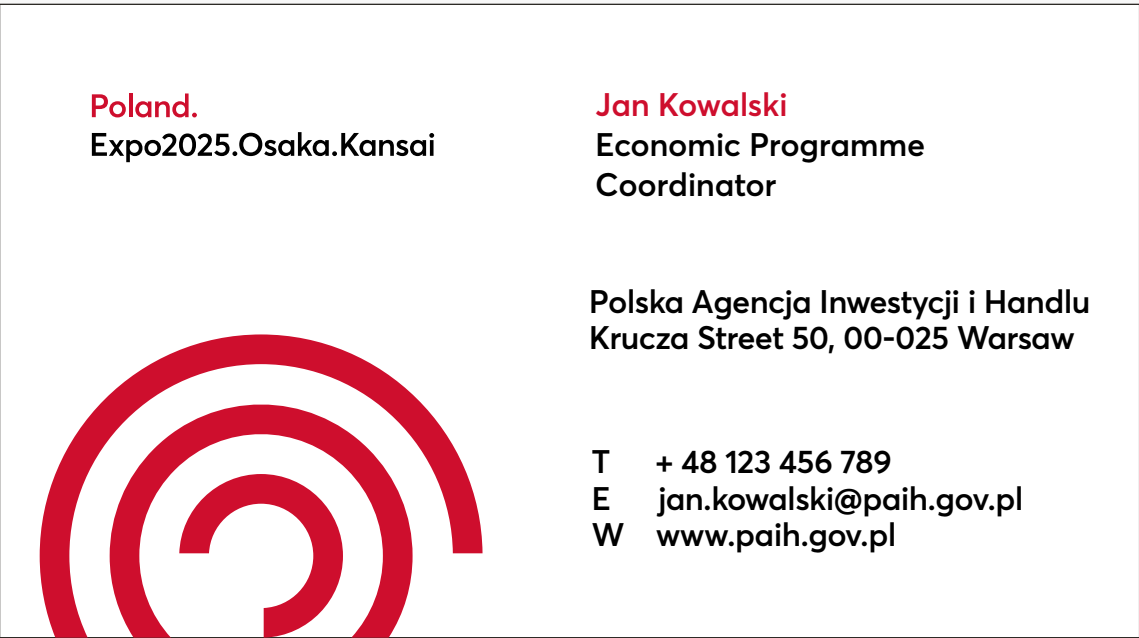 Poland.
Expo2025.Osaka.Kansai
Jan Kowalski
Economic Programme
Coordinator
Polska Agencja Inwestycji i Handlu
Krucza Street 50, 00-025 Warsaw
T + 48 123 456 789
E jan.kowalski@paih.gov.pl
W www.paih.gov.pl